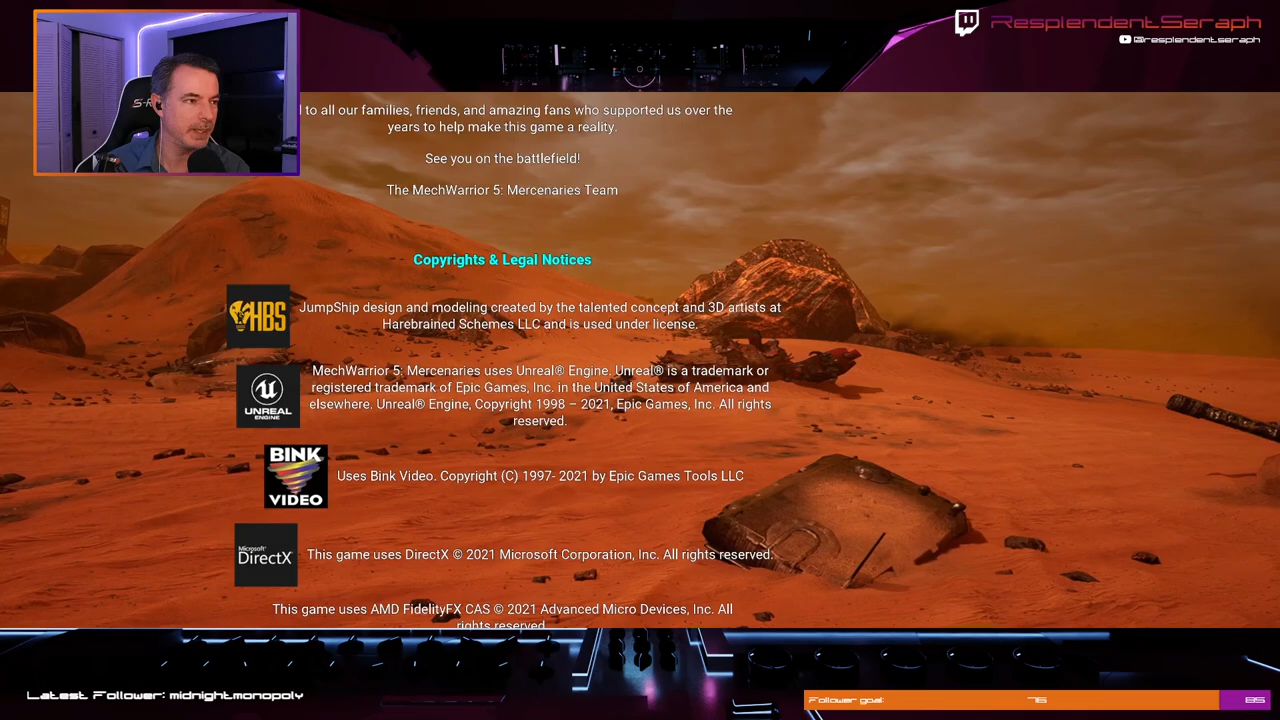 ResplendentSeraph
@resplendentseraph
to all our families, friends, and amazing fans who supported us over the
years to help make this game a reality.
See you on the battlefield!
The MechWarrior 5: Mercenaries Team
Copyrights & Legal Notices
HBS
JumpShip design and modeling created by the talented concept and 3D artists at
Harebrained Schemes LLC and is used under license.
UNREAL
ENGINE
MechWarrior 5: Mercenaries uses Unreal® Engine. Unreal® is a trademark or
registered trademark of Epic Games, Inc. in the United States of America and
elsewhere. Unreal® Engine, Copyright 1998 – 2021, Epic Games, Inc. All rights
reserved.
BINK
VIDEO
Uses Bink Video. Copyright (C) 1997- 2021 by Epic Games Tools LLC
Microsoft®
DirectX
This game uses DirectX © 2021 Microsoft Corporation, Inc. All rights reserved.
This game uses AMD FidelityFX CAS © 2021 Advanced Micro Devices, Inc. All
rights reserved
Latest Follower: midnightmonopoly
Follower goal: 76 85